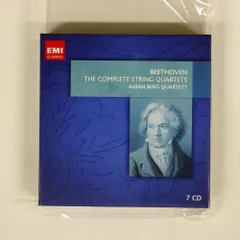 EMI
CLASSICS
BEETHOVEN
THE COMPLETE STRING QUARTETS
ALBAN BERG QUARTETT
7 CD